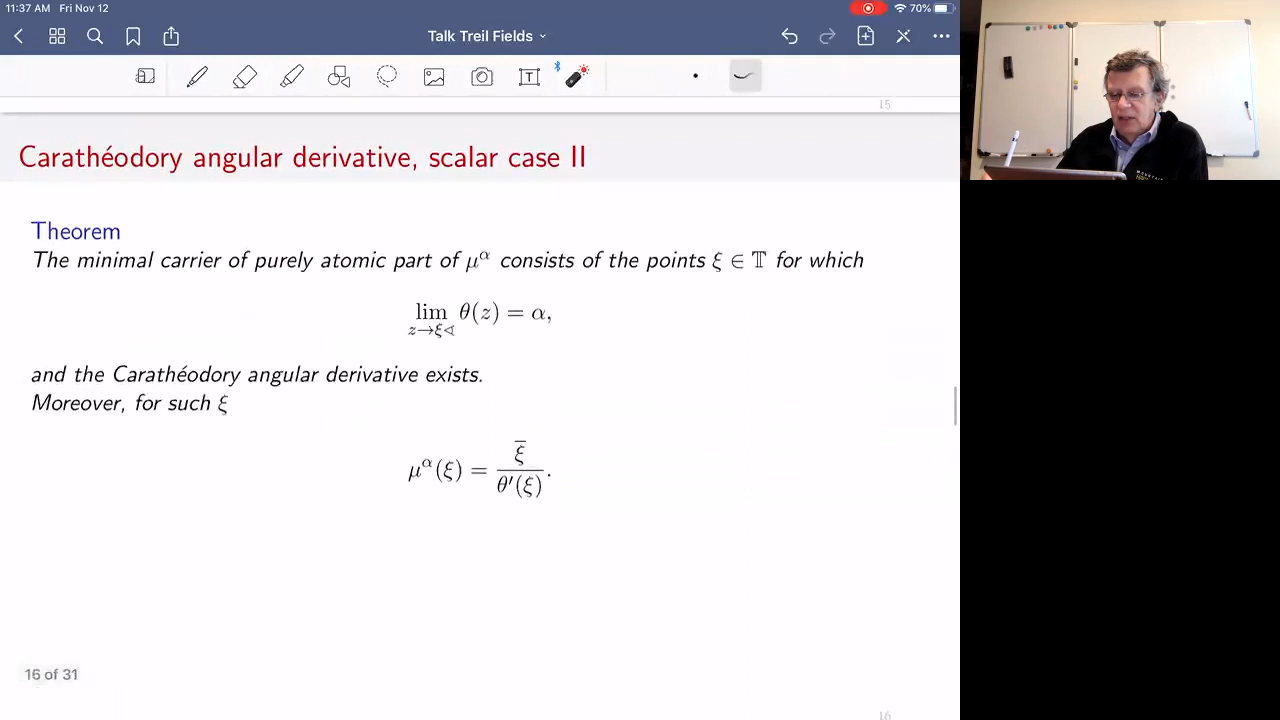 11:37 AM Fri Nov 12
70%
Talk Treil Fields
15
Carathéodory angular derivative, scalar case II
Theorem
The minimal carrier of purely atomic part of μ^α consists of the points ξ ∈ 𝕋 for which
lim_{z→ξ∢} θ(z) = α,
and the Carathéodory angular derivative exists.
Moreover, for such ξ
μ^α(ξ) = \overline{ξ} / θ′(ξ).
16 of 31
16